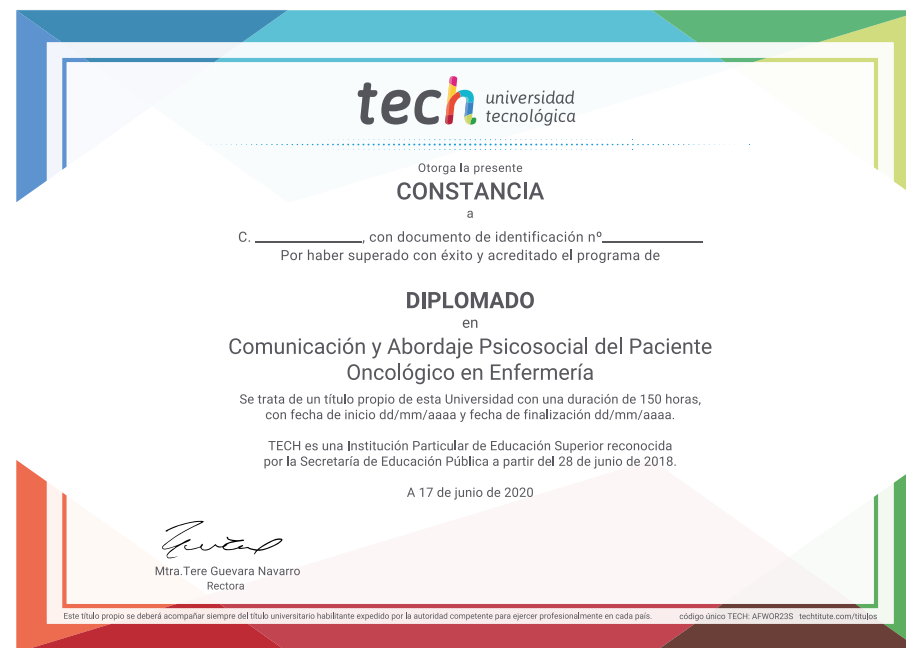 tech universidad
tecnológica
Otorga la presente
CONSTANCIA
a
C. ____________, con documento de identificación nº____________
Por haber superado con éxito y acreditado el programa de
DIPLOMADO
en
Comunicación y Abordaje Psicosocial del Paciente
Oncológico en Enfermería
Se trata de un título propio de esta Universidad con una duración de 150 horas,
con fecha de inicio dd/mm/aaaa y fecha de finalización dd/mm/aaaa.
TECH es una Institución Particular de Educación Superior reconocida
por la Secretaría de Educación Pública a partir del 28 de junio de 2018.
A 17 de junio de 2020
Mtra.Tere Guevara Navarro
Rectora
Este título propio se deberá acompañar siempre del título universitario habilitante expedido por la autoridad competente para ejercer profesionalmente en cada país. código único TECH: AFWOR23S techtitute.com/titulos